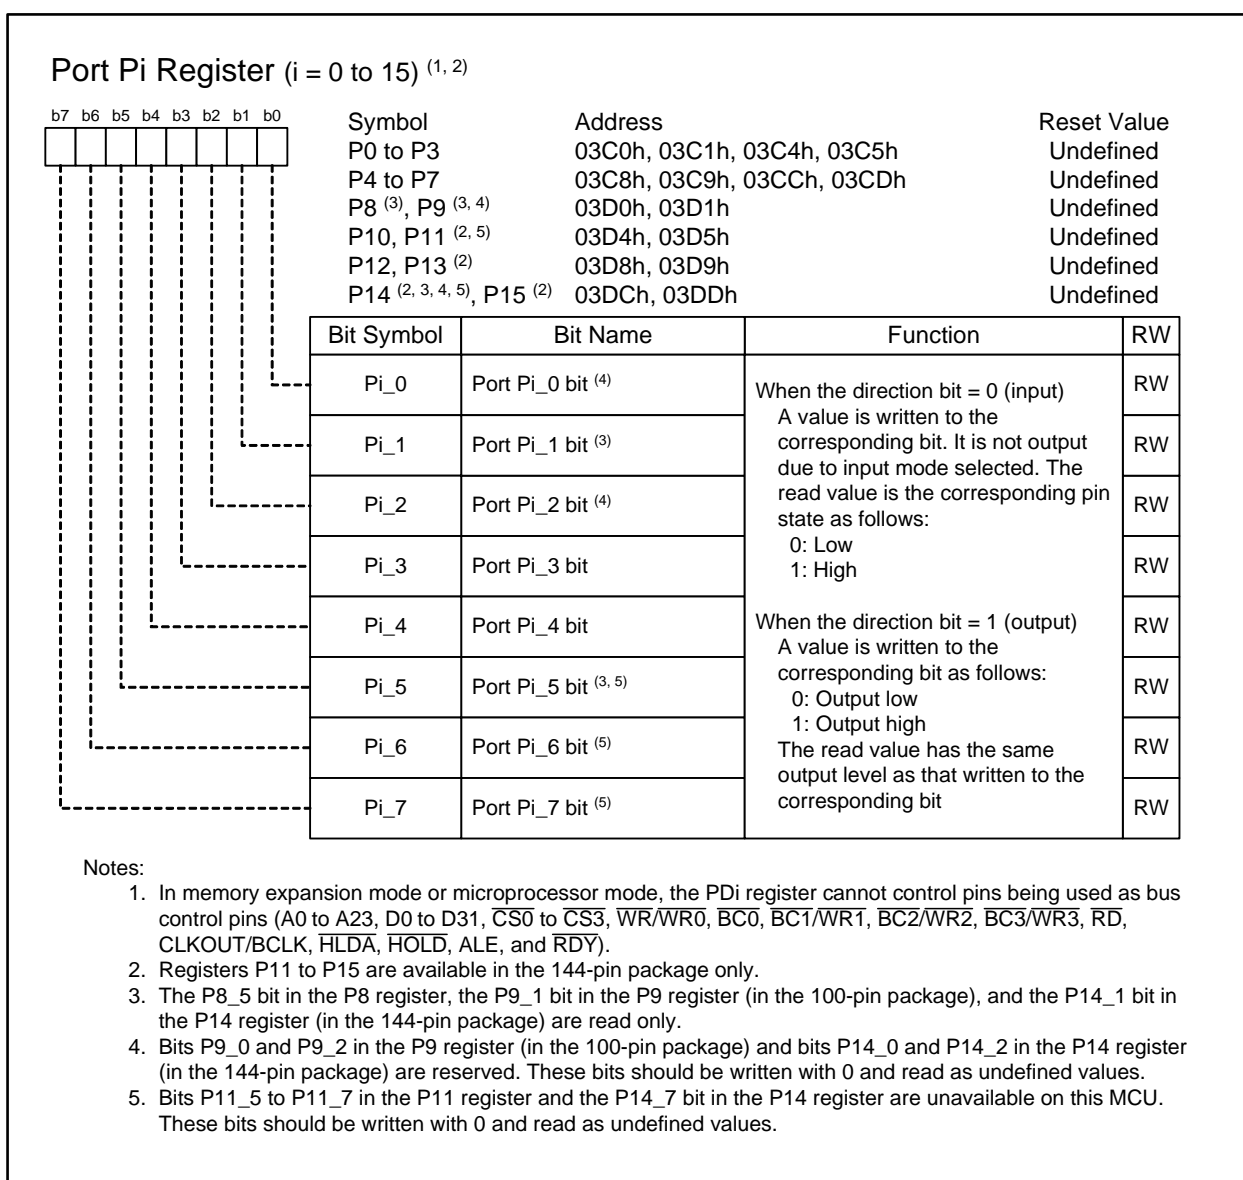 Port Pi Register (i = 0 to 15) (1, 2)
b7 b6 b5 b4 b3 b2 b1 b0
Symbol Address Reset Value
P0 to P3 03C0h, 03C1h, 03C4h, 03C5h Undefined
P4 to P7 03C8h, 03C9h, 03CCh, 03CDh Undefined
P8 (3), P9 (3, 4) 03D0h, 03D1h Undefined
P10, P11 (2, 5) 03D4h, 03D5h Undefined
P12, P13 (2) 03D8h, 03D9h Undefined
P14 (2, 3, 4, 5), P15 (2) 03DCh, 03DDh Undefined
Bit Symbol Bit Name Function RW
Pi_0 Port Pi_0 bit (4) RW
Pi_1 Port Pi_1 bit (3) RW
Pi_2 Port Pi_2 bit (4) RW
Pi_3 Port Pi_3 bit RW
Pi_4 Port Pi_4 bit RW
Pi_5 Port Pi_5 bit (3, 5) RW
Pi_6 Port Pi_6 bit (5) RW
Pi_7 Port Pi_7 bit (5) RW
When the direction bit = 0 (input)
A value is written to the
corresponding bit. It is not output
due to input mode selected. The
read value is the corresponding pin
state as follows:
0: Low
1: High
When the direction bit = 1 (output)
A value is written to the
corresponding bit as follows:
0: Output low
1: Output high
The read value has the same
output level as that written to the
corresponding bit
Notes:
1. In memory expansion mode or microprocessor mode, the PDi register cannot control pins being used as bus
control pins (A0 to A23, D0 to D31, CS0 to CS3, WR/WR0, BC0, BC1/WR1, BC2/WR2, BC3/WR3, RD,
CLKOUT/BCLK, HLDA, HOLD, ALE, and RDY).
2. Registers P11 to P15 are available in the 144-pin package only.
3. The P8_5 bit in the P8 register, the P9_1 bit in the P9 register (in the 100-pin package), and the P14_1 bit in
the P14 register (in the 144-pin package) are read only.
4. Bits P9_0 and P9_2 in the P9 register (in the 100-pin package) and bits P14_0 and P14_2 in the P14 register
(in the 144-pin package) are reserved. These bits should be written with 0 and read as undefined values.
5. Bits P11_5 to P11_7 in the P11 register and the P14_7 bit in the P14 register are unavailable on this MCU.
These bits should be written with 0 and read as undefined values.